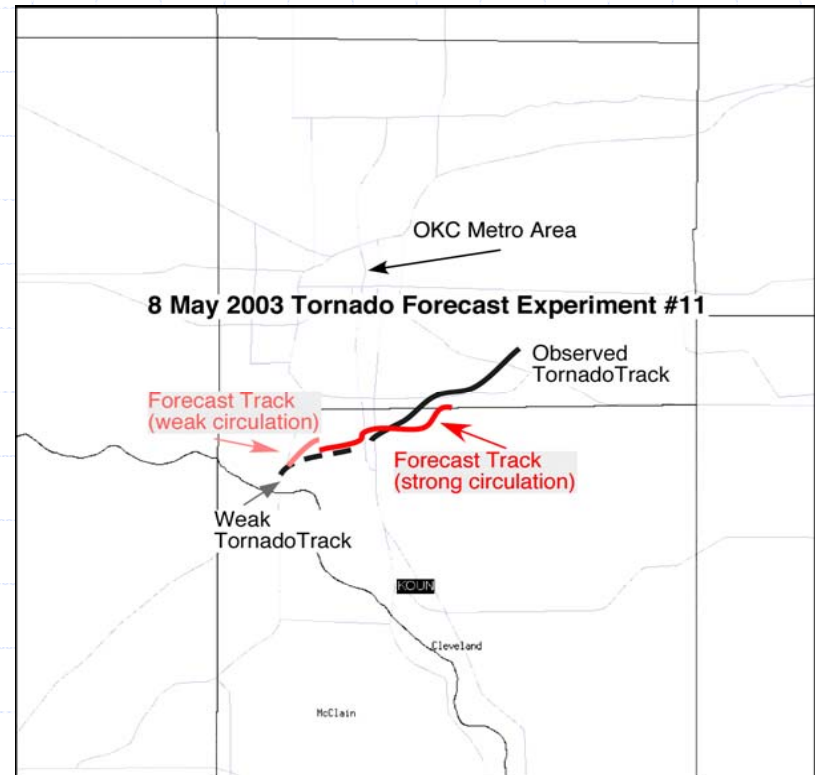 OKC Metro Area
8 May 2003 Tornado Forecast Experiment #11
Observed
TornadoTrack
Forecast Track
(weak circulation)
Forecast Track
(strong circulation)
Weak
TornadoTrack
KOUN
Cleveland
McClain